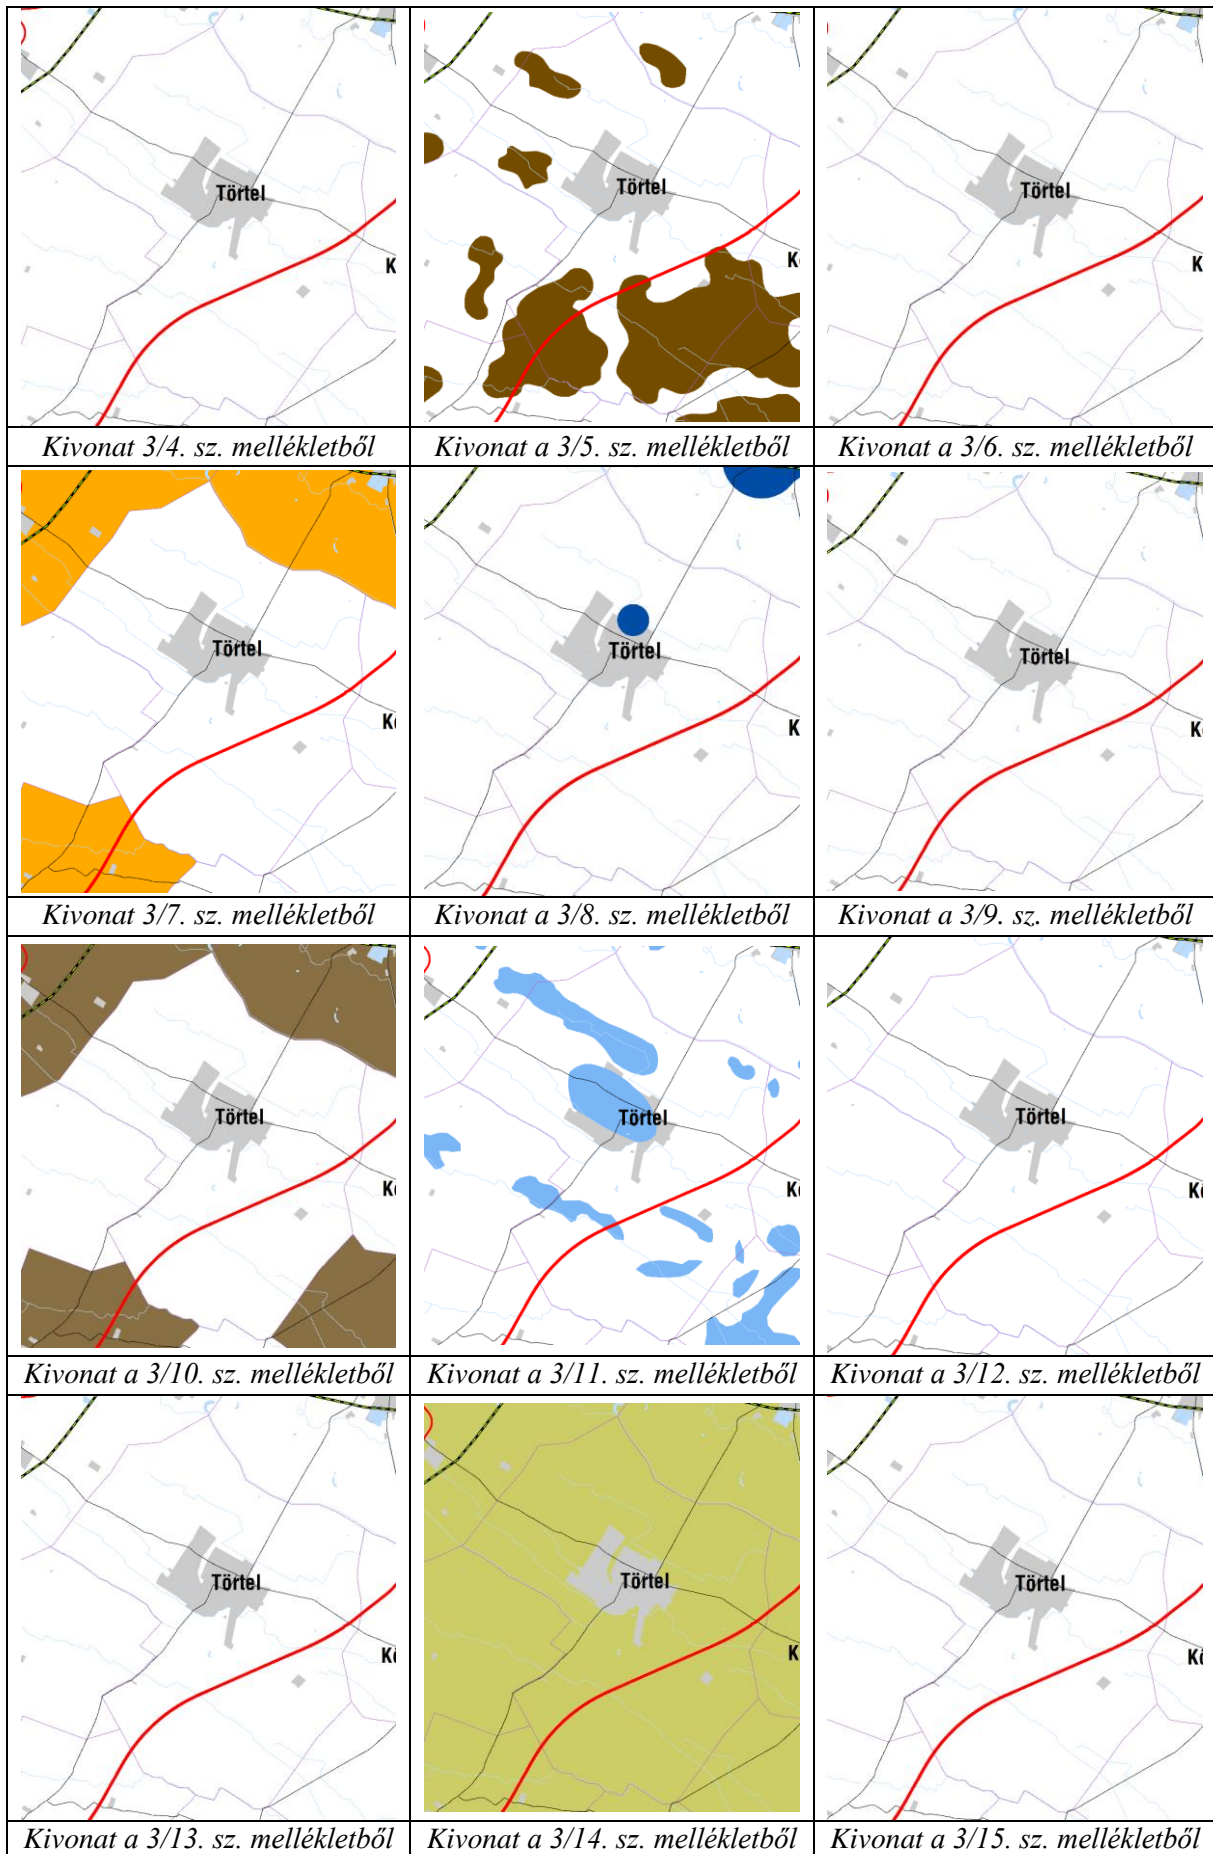 Törtel
K
Törtel
K
Törtel
K
Kivonat 3/4. sz. mellékletből
Kivonat a 3/5. sz. mellékletből
Kivonat a 3/6. sz. mellékletből
Törtel
K
Törtel
K
Törtel
K
Kivonat 3/7. sz. mellékletből
Kivonat a 3/8. sz. mellékletből
Kivonat a 3/9. sz. mellékletből
Törtel
K
Törtel
K
Törtel
K
Kivonat a 3/10. sz. mellékletből
Kivonat a 3/11. sz. mellékletből
Kivonat a 3/12. sz. mellékletből
Törtel
K
Törtel
K
Törtel
K
Kivonat a 3/13. sz. mellékletből
Kivonat a 3/14. sz. mellékletből
Kivonat a 3/15. sz. mellékletből